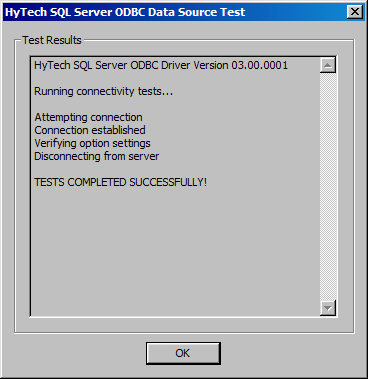 HyTech SQL Server ODBC Data Source Test
Test Results
HyTech SQL Server ODBC Driver Version 03.00.0001
Running connectivity tests...
Attempting connection
Connection established
Verifying option settings
Disconnecting from server
TESTS COMPLETED SUCCESSFULLY!
OK